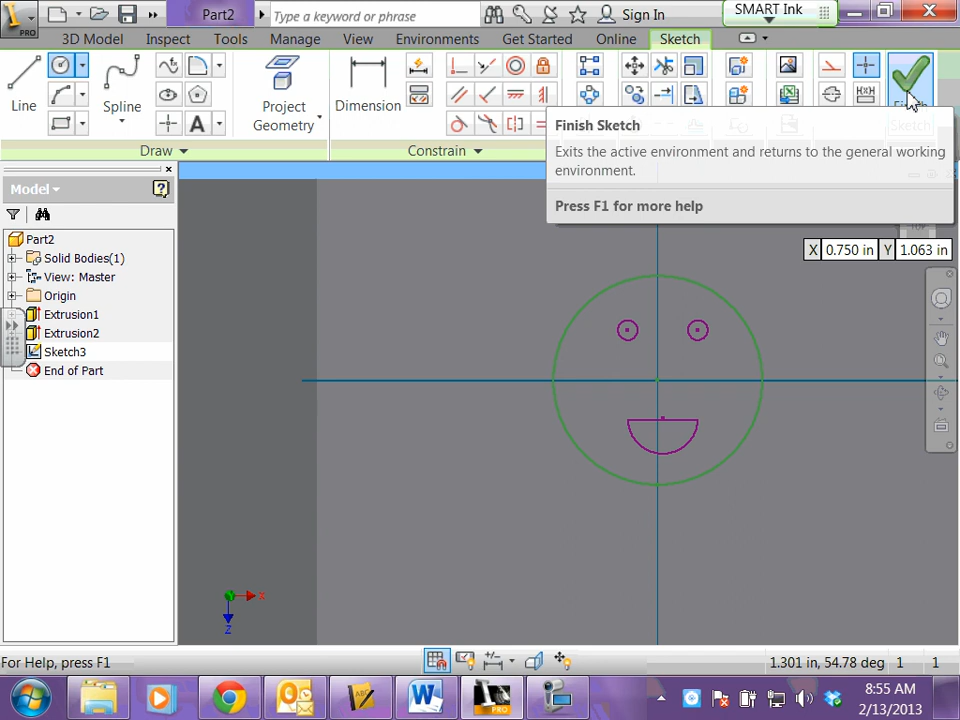 Part2
Type a keyword or phrase
Sign In
SMART Ink
PRO
3D Model
Inspect
Tools
Manage
View
Environments
Get Started
Online
Sketch
Line
Spline
Project
Geometry
Dimension
Draw
Constrain
Finish Sketch
Exits the active environment and returns to the general working
environment.
Press F1 for more help
Model
Part2
Solid Bodies(1)
View: Master
Origin
Extrusion1
Extrusion2
Sketch3
End of Part
X 0.750 in Y 1.063 in
X
Z
For Help, press F1
1.301 in, 54.78 deg 1 1
PRO
8:55 AM
2/13/2013